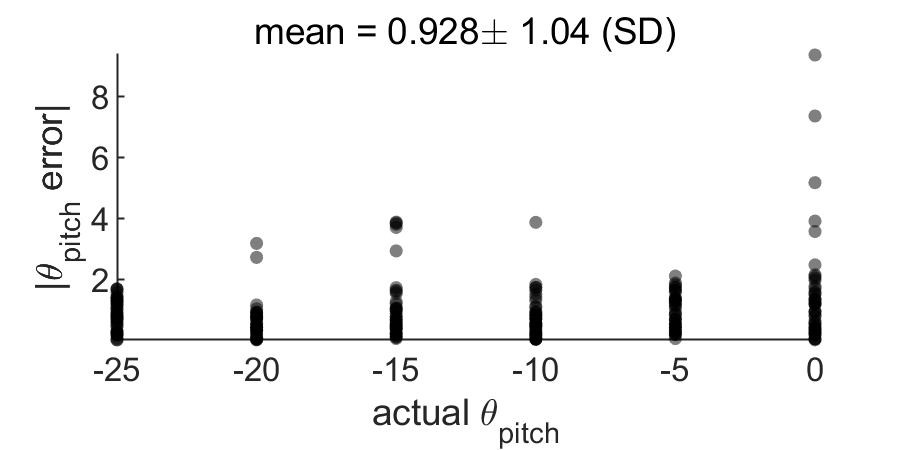 mean = 0.928± 1.04 (SD)
|θpitch error|
8
6
4
2
-25 -20 -15 -10 -5 0
actual θpitch